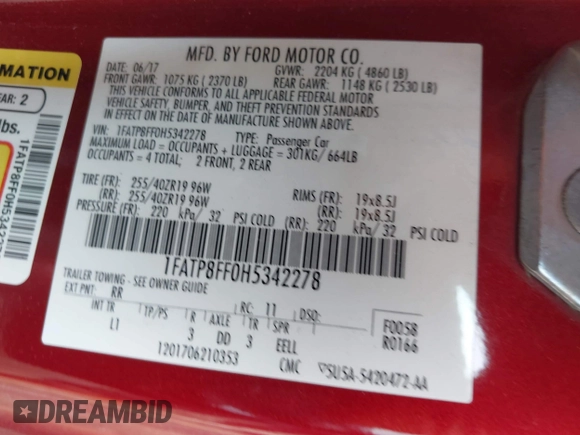 MFD. BY FORD MOTOR CO.
DATE: 06/17 GVWR: 2204 KG ( 4860 LB)
FRONT GAWR: 1075 KG ( 2370 LB) REAR GAWR: 1148 KG ( 2530 LB)
THIS VEHICLE CONFORMS TO ALL APPLICABLE FEDERAL MOTOR
VEHICLE SAFETY, BUMPER, AND THEFT PREVENTION STANDARDS
IN EFFECT ON THE DATE OF MANUFACTURE SHOWN ABOVE.
VIN: 1FATP8FF0H5342278 TYPE: Passenger Car
MAXIMUM LOAD = OCCUPANTS + LUGGAGE = 301KG/ 664LB
OCCUPANTS = 4 TOTAL; 2 FRONT, 2 REAR
TIRE (FR): 255/40ZR19 96W RIMS (FR): 19x8.5J
(RR): 255/40ZR19 96W (RR): 19x8.5J
PRESSURE (FR): 220 kPa/ 32 PSI COLD (RR): 220 kPa/ 32 PSI COLD
1FATP8FF0H5342278
TRAILER TOWING - SEE OWNER GUIDE
EXT PNT: RR RC: 11 DSO: F0058
INT TR TP/PS R AXLE TR SPR R0166
L1 3 DD 3 EELL
1201706210353 CMC SU5A-5420472-AA
MATION
EAR: 2
lbs.
1FATP8FF0H534227
DREAMBID